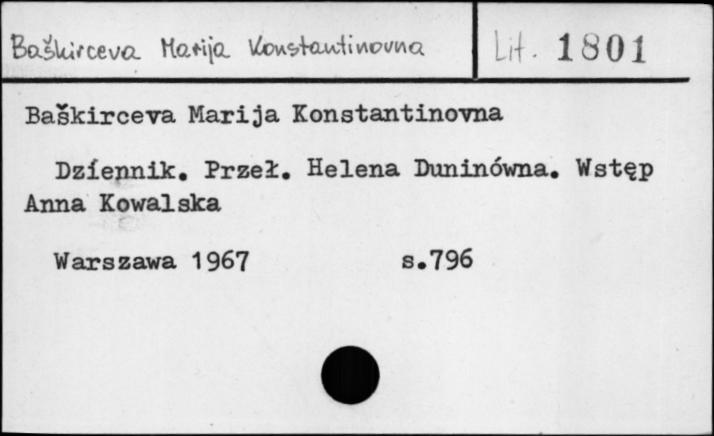 Baškirceva Marija Konstantinovna
Lit. 1801
Baškirceva Marija Konstantinovna
Dziennik. Przeł. Helena Duninówna. Wstęp
Anna Kowalska
Warszawa 1967 s.796